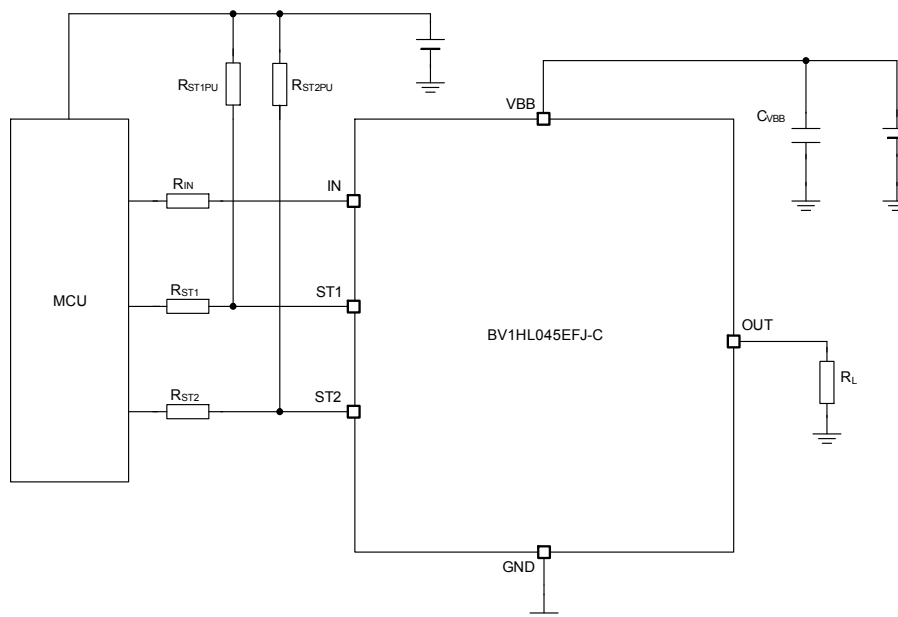 RST1PU
RST2PU
VBB
CVBB
RIN
IN
MCU
RST1
ST1
BV1HL045EFJ-C
OUT
RL
RST2
ST2
GND